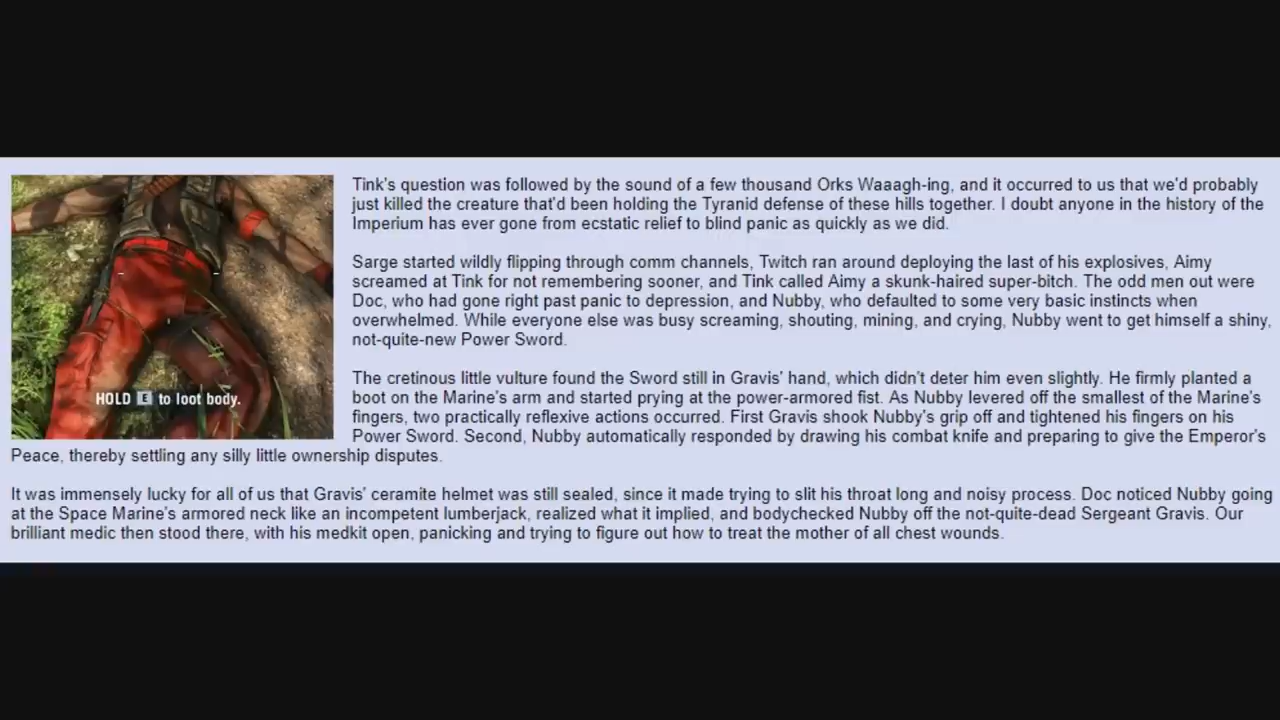 Tink's question was followed by the sound of a few thousand Orks Waaagh-ing, and it occurred to us that we'd probably
just killed the creature that'd been holding the Tyranid defense of these hills together. I doubt anyone in the history of the
Imperium has ever gone from ecstatic relief to blind panic as quickly as we did.
Sarge started wildly flipping through comm channels, Twitch ran around deploying the last of his explosives, Aimy
screamed at Tink for not remembering sooner, and Tink called Aimy a skunk-haired super-bitch. The odd men out were
Doc, who had gone right past panic to depression, and Nubby, who defaulted to some very basic instincts when
overwhelmed. While everyone else was busy screaming, shouting, mining, and crying, Nubby went to get himself a shiny,
not-quite-new Power Sword.
HOLD E to loot body.
The cretinous little vulture found the Sword still in Gravis' hand, which didn't deter him even slightly. He firmly planted a
boot on the Marine's arm and started prying at the power-armored fist. As Nubby levered off the smallest of the Marine's
fingers, two practically reflexive actions occurred. First Gravis shook Nubby's grip off and tightened his fingers on his
Power Sword. Second, Nubby automatically responded by drawing his combat knife and preparing to give the Emperor's
Peace, thereby settling any silly little ownership disputes.
It was immensely lucky for all of us that Gravis' ceramite helmet was still sealed, since it made trying to slit his throat long and noisy process. Doc noticed Nubby going
at the Space Marine's armored neck like an incompetent lumberjack, realized what it implied, and bodychecked Nubby off the not-quite-dead Sergeant Gravis. Our
brilliant medic then stood there, with his medkit open, panicking and trying to figure out how to treat the mother of all chest wounds.